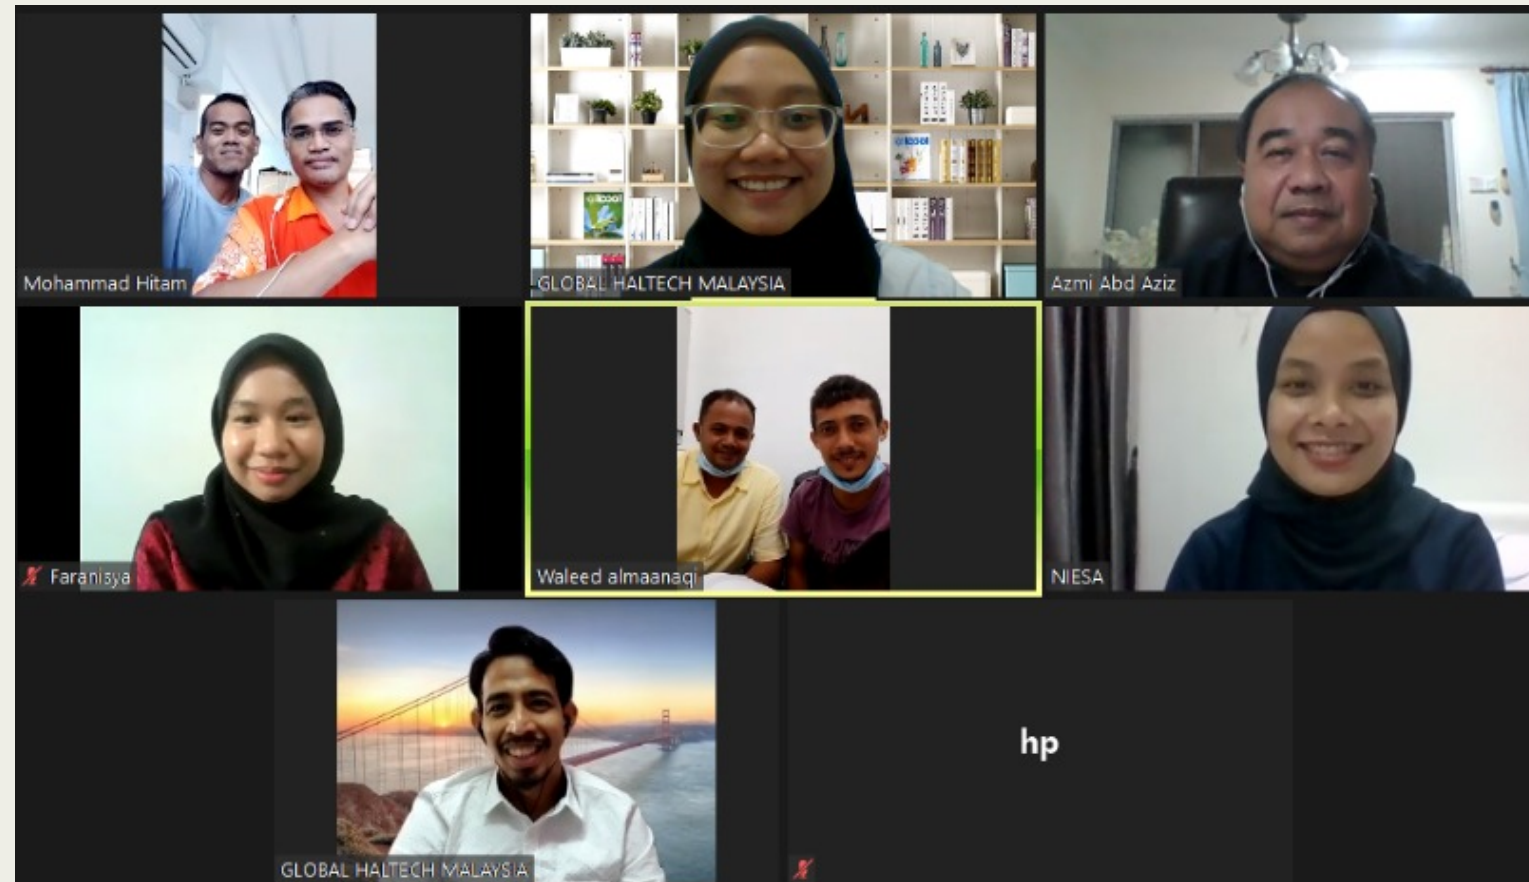 Mohammad Hitam
GLOBAL HALTECH MALAYSIA
Azmi Abd Aziz
Faranisya
Waleed almaanaqi
NIESA
GLOBAL HALTECH MALAYSIA
hp